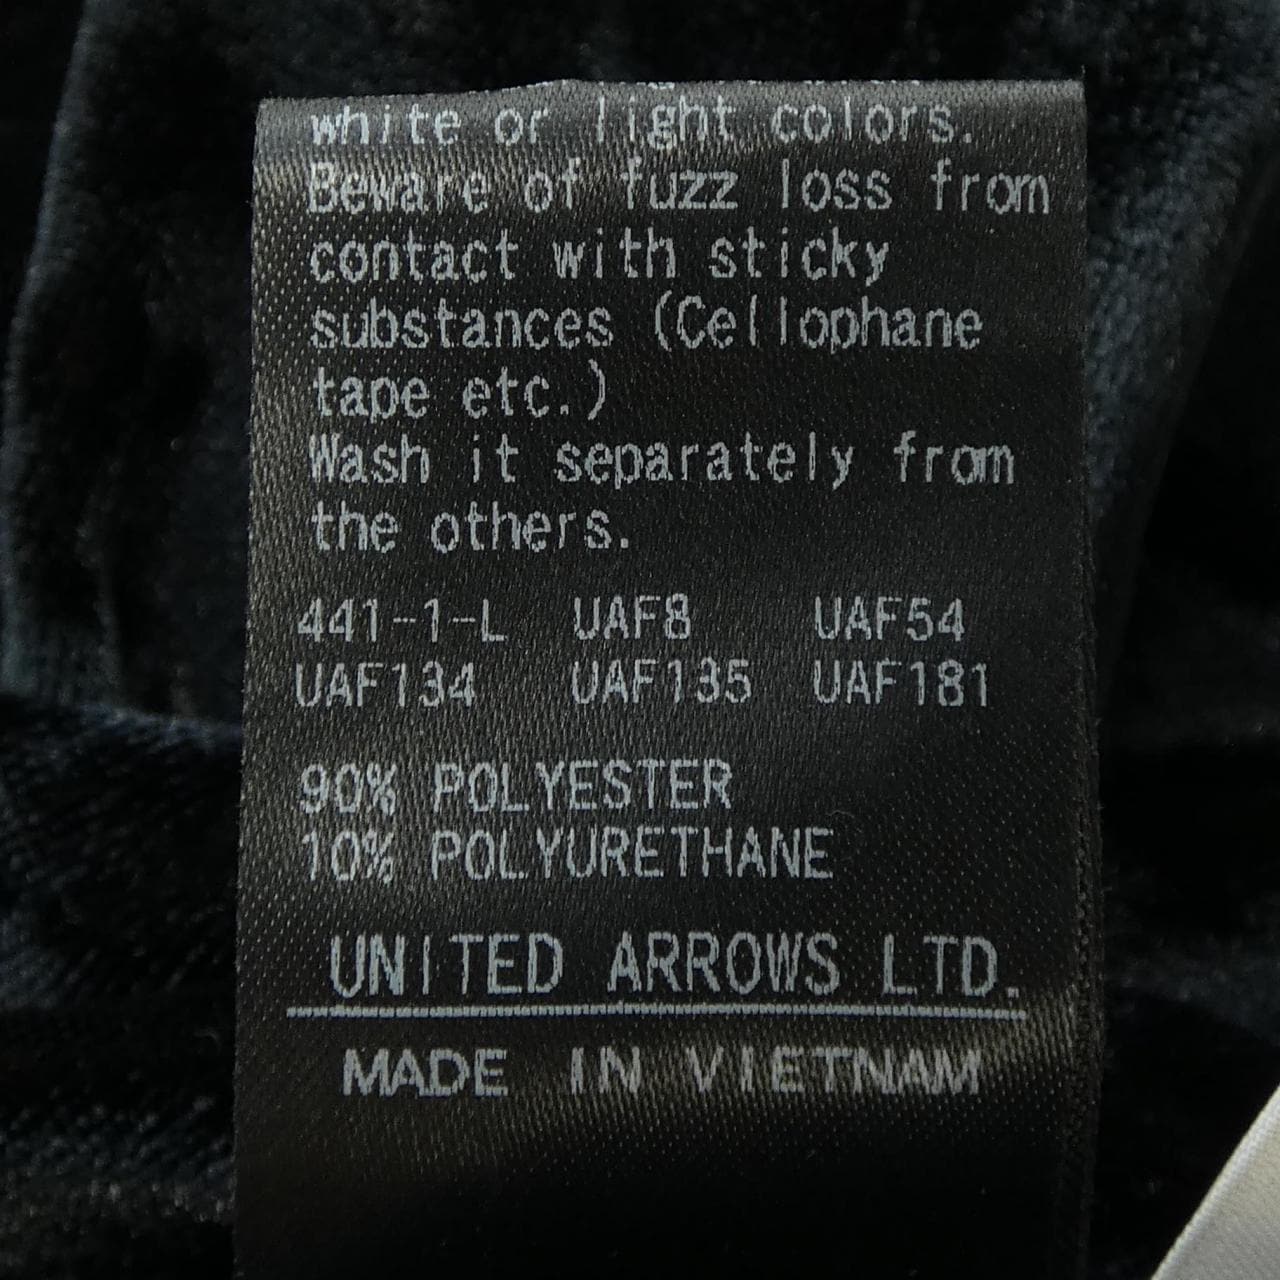 white or light colors.
Beware of fuzz loss from
contact with sticky
substances (Cellophane
tape etc.)
Wash it separately from
the others.
441-1-L UAF8 UAF54
UAF134 UAF135 UAF181
90% POLYESTER
10% POLYURETHANE
UNITED ARROWS LTD.
MADE IN VIETNAM